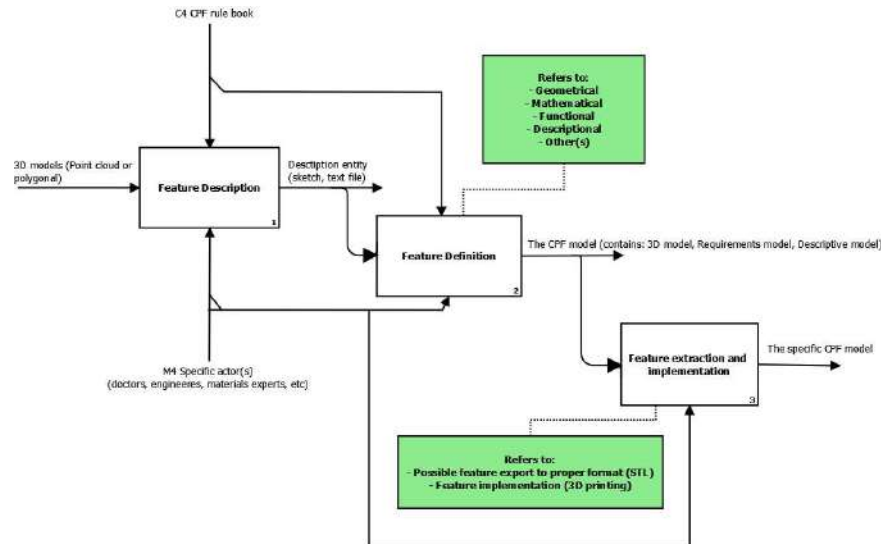 C4 CPF rule book
Refers to:
- Geometrical
- Mathematical
- Functional
- Descriptional
- Other(s)
3D models (Point cloud or
polygonal)
Feature Description
1
Desctiption entity
(sketch, text file)
Feature Definition
2
The CPF model (contains: 3D model, Requirements model, Descriptive model)
M4 Specific actor(s)
(doctors, engineeres, materials experts, etc)
Feature extraction and
implementation
3
The specific CPF model
Refers to:
- Possible feature export to proper format (STL)
- Feature implementation (3D printing)